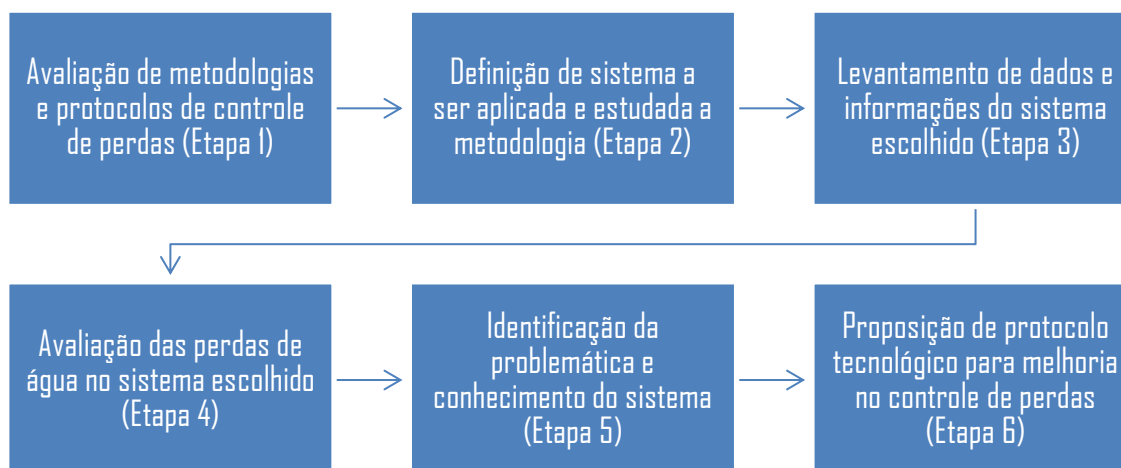 Avaliação de metodologias
e protocolos de controle
de perdas (Etapa 1)
Definição de sistema a
ser aplicada e estudada a
metodologia (Etapa 2)
Levantamento de dados e
informações do sistema
escolhido (Etapa 3)
Avaliação das perdas de
água no sistema escolhido
(Etapa 4)
Identificação da
problemática e
conhecimento do sistema
(Etapa 5)
Proposição de protocolo
tecnológico para melhoria
no controle de perdas
(Etapa 6)